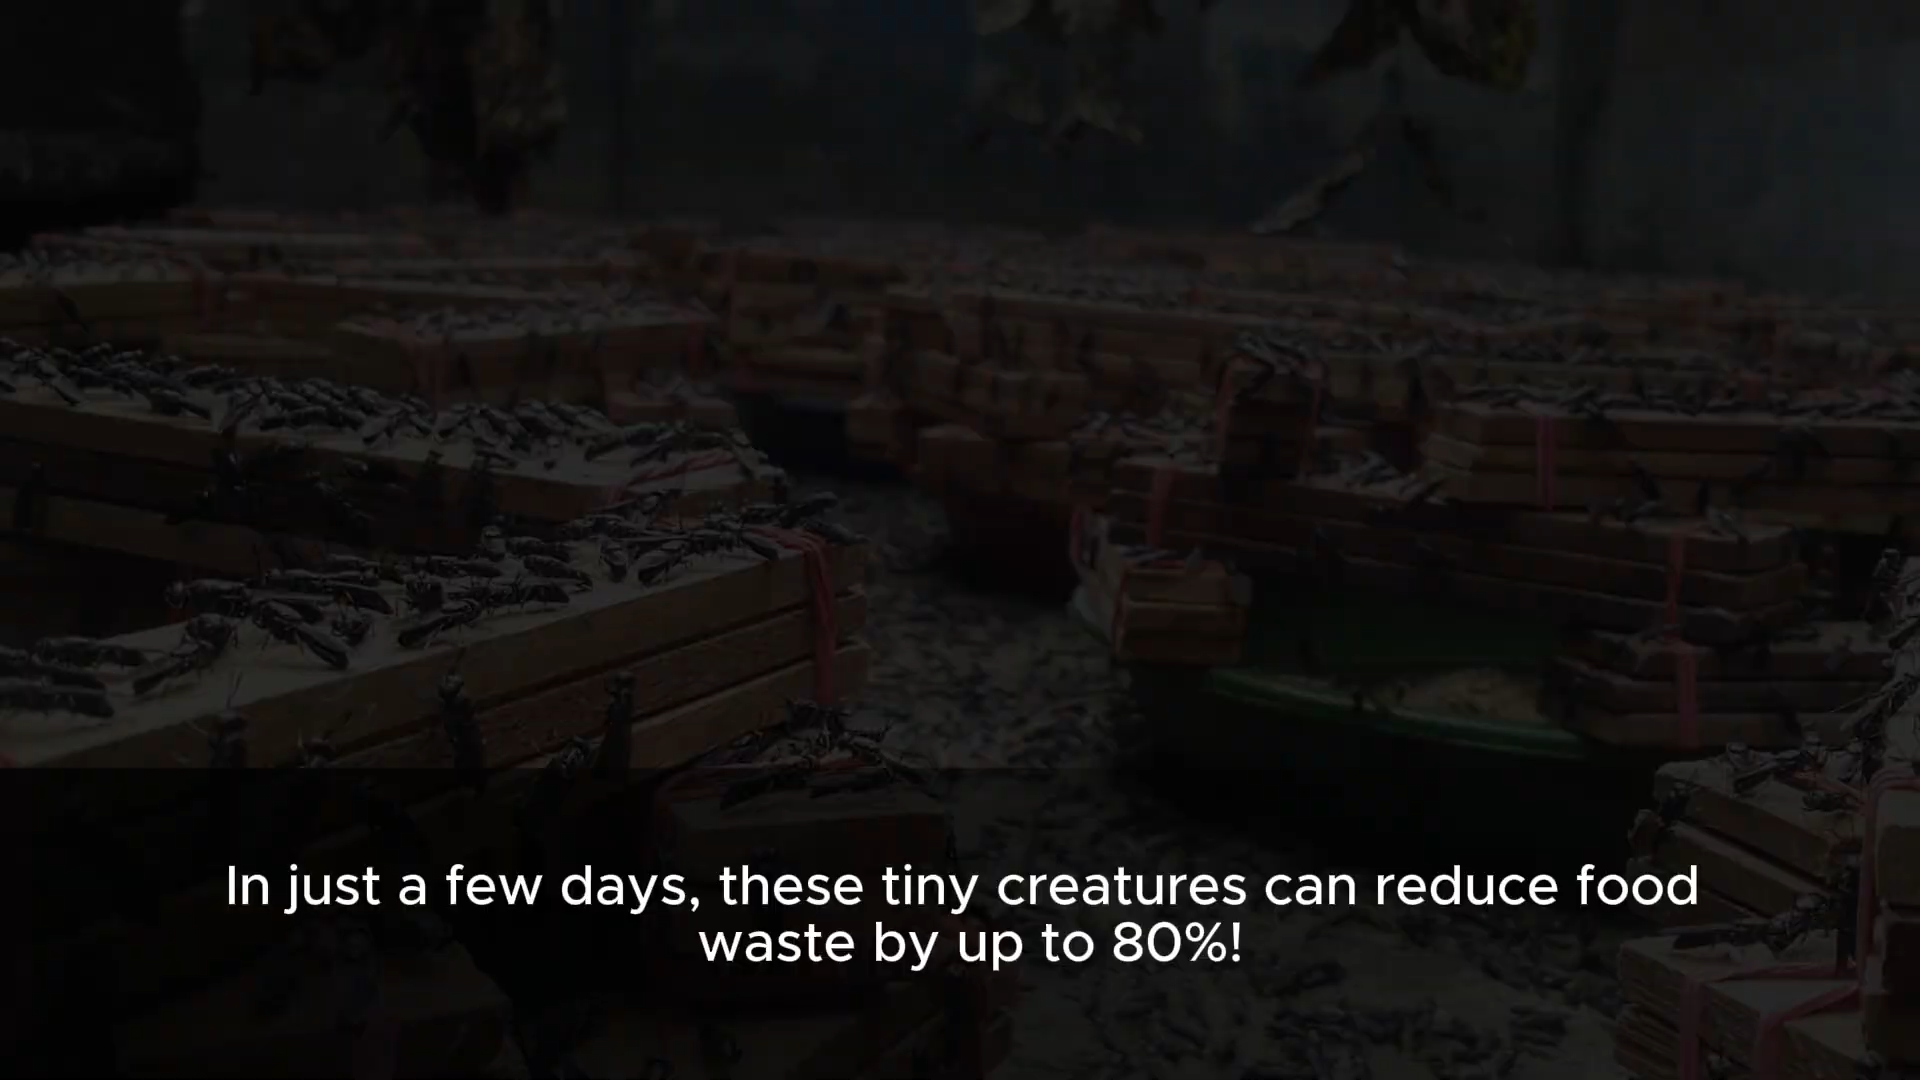 In just a few days, these tiny creatures can reduce food
waste by up to 80%!